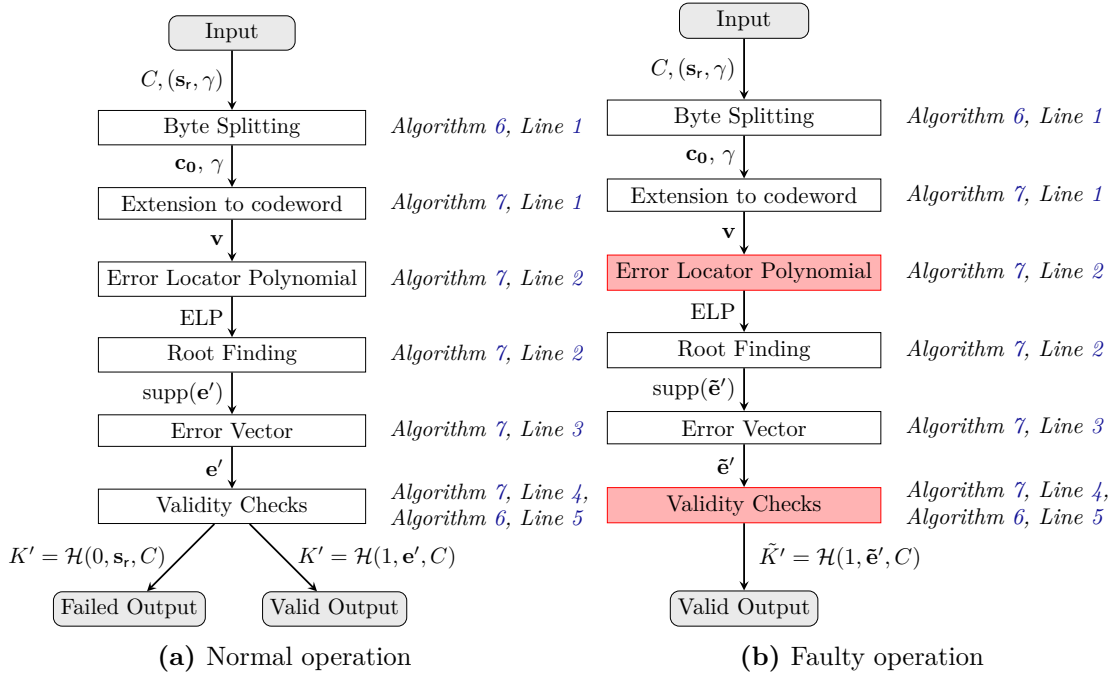 Input
C, (𝐬ᵣ, γ)
Byte Splitting
Algorithm 6, Line 1
𝐜₀, γ
Extension to codeword
Algorithm 7, Line 1
𝐯
Error Locator Polynomial
Algorithm 7, Line 2
ELP
Root Finding
Algorithm 7, Line 2
supp(𝐞′)
Error Vector
Algorithm 7, Line 3
𝐞′
Validity Checks
Algorithm 7, Line 4,
Algorithm 6, Line 5
K′ = ℋ(0, 𝐬ᵣ, C)
K′ = ℋ(1, 𝐞′, C)
Failed Output
Valid Output
(a) Normal operation
Input
C, (𝐬ᵣ, γ)
Byte Splitting
Algorithm 6, Line 1
𝐜₀, γ
Extension to codeword
Algorithm 7, Line 1
𝐯
Error Locator Polynomial
Algorithm 7, Line 2
ELP
Root Finding
Algorithm 7, Line 2
supp(𝐞̃′)
Error Vector
Algorithm 7, Line 3
𝐞̃′
Validity Checks
Algorithm 7, Line 4,
Algorithm 6, Line 5
K̃′ = ℋ(1, 𝐞̃′, C)
Valid Output
(b) Faulty operation